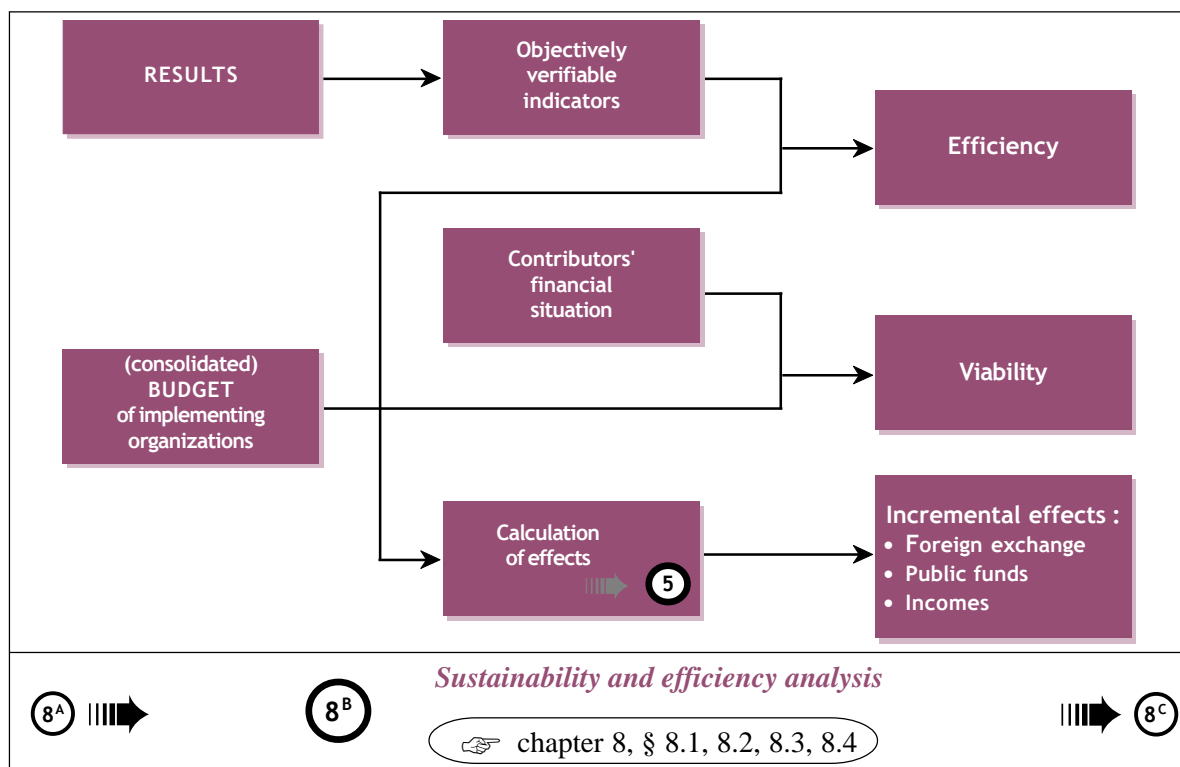 RESULTS
Objectively
verifiable
indicators
Efficiency
Contributors'
financial
situation
(consolidated)
BUDGET
of implementing
organizations
Viability
Calculation
of effects
5
Incremental effects :
• Foreign exchange
• Public funds
• Incomes
Sustainability and efficiency analysis
8A
8B
8C
chapter 8, § 8.1, 8.2, 8.3, 8.4